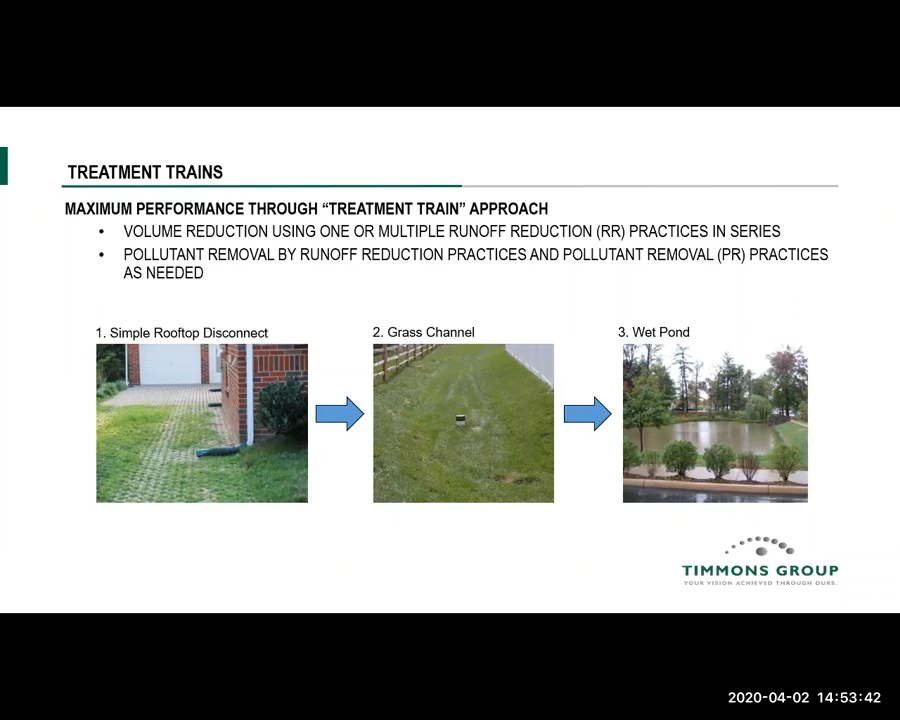 TREATMENT TRAINS
MAXIMUM PERFORMANCE THROUGH “TREATMENT TRAIN” APPROACH
• VOLUME REDUCTION USING ONE OR MULTIPLE RUNOFF REDUCTION (RR) PRACTICES IN SERIES
• POLLUTANT REMOVAL BY RUNOFF REDUCTION PRACTICES AND POLLUTANT REMOVAL (PR) PRACTICES
AS NEEDED
1. Simple Rooftop Disconnect
2. Grass Channel
3. Wet Pond
TIMMONS GROUP
YOUR VISION ACHIEVED THROUGH OURS.
2020-04-02 14:53:42